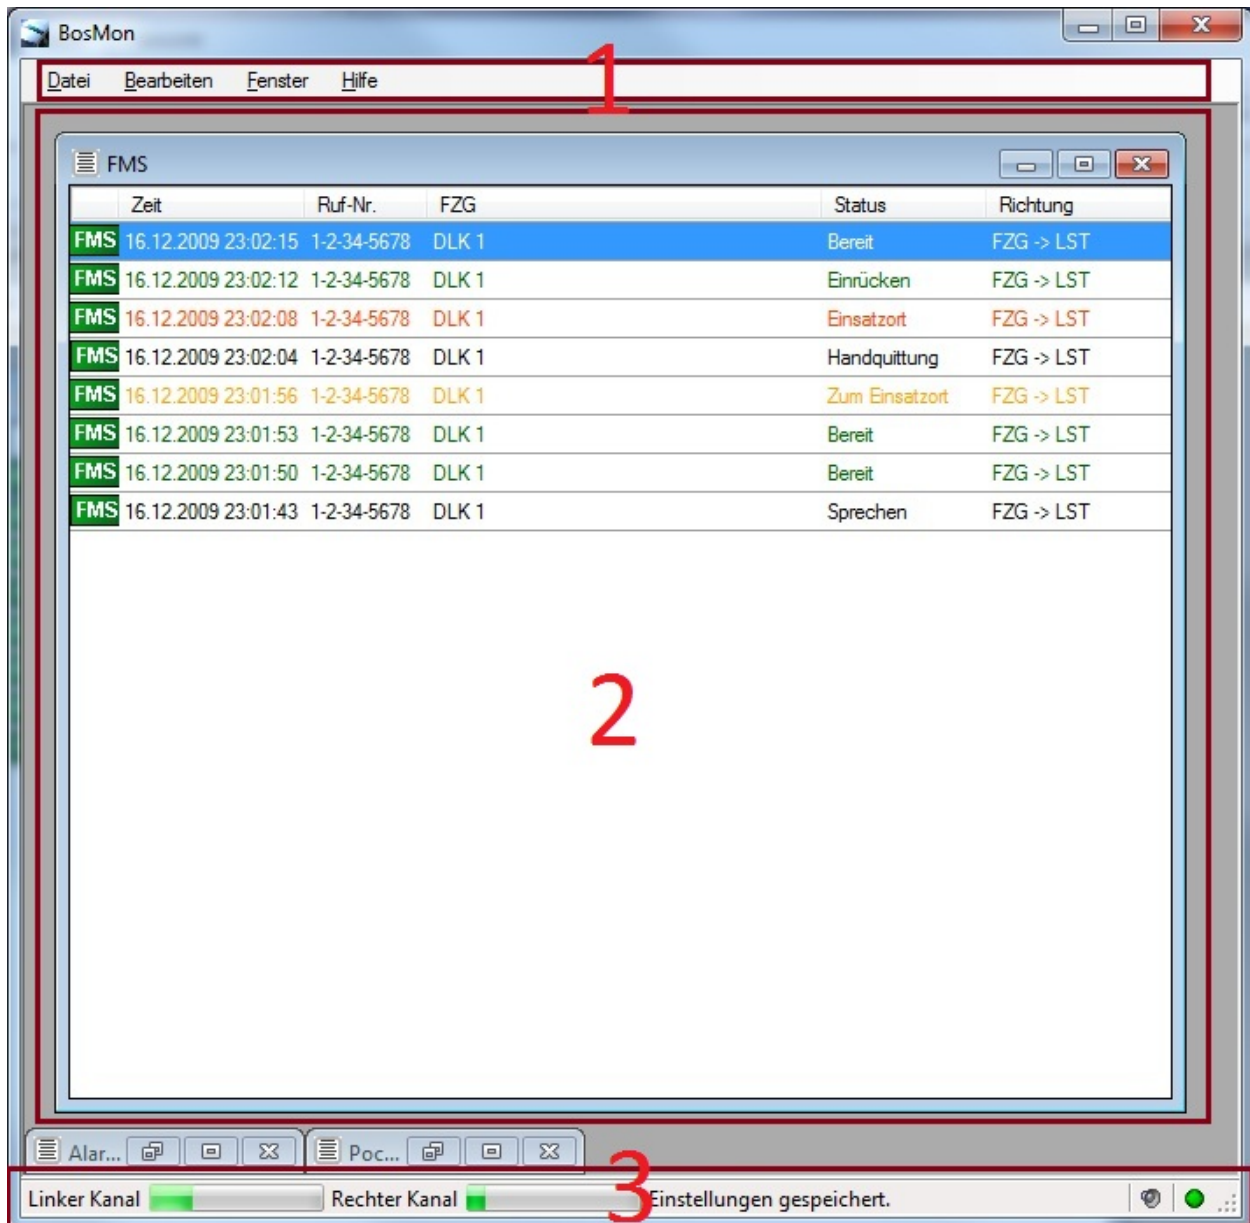 BosMon
1
Datei Bearbeiten Fenster Hilfe
FMS
Zeit Ruf-Nr. FZG Status Richtung
FMS 16.12.2009 23:02:15 1-2-34-5678 DLK 1 Bereit FZG -> LST
FMS 16.12.2009 23:02:12 1-2-34-5678 DLK 1 Einrücken FZG -> LST
FMS 16.12.2009 23:02:08 1-2-34-5678 DLK 1 Einsatzort FZG -> LST
FMS 16.12.2009 23:02:04 1-2-34-5678 DLK 1 Handquittung FZG -> LST
FMS 16.12.2009 23:01:56 1-2-34-5678 DLK 1 Zum Einsatzort FZG -> LST
FMS 16.12.2009 23:01:53 1-2-34-5678 DLK 1 Bereit FZG -> LST
FMS 16.12.2009 23:01:50 1-2-34-5678 DLK 1 Bereit FZG -> LST
FMS 16.12.2009 23:01:43 1-2-34-5678 DLK 1 Sprechen FZG -> LST
2
Alar... Poc...
3
Linker Kanal Rechter Kanal Einstellungen gespeichert.